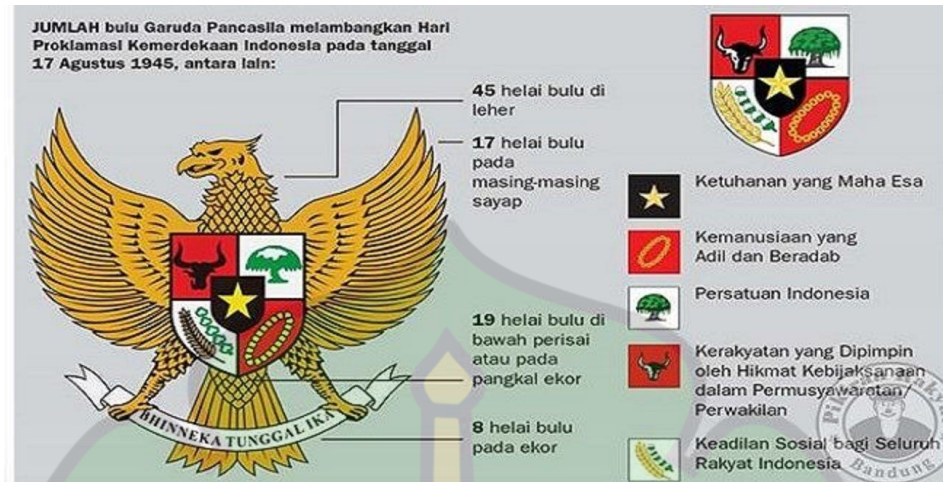 JUMLAH bulu Garuda Pancasila melambangkan Hari
Proklamasi Kemerdekaan Indonesia pada tanggal
17 Agustus 1945, antara lain:
45 helai bulu di
leher
17 helai bulu
pada
masing-masing
sayap
19 helai bulu di
bawah perisai
atau pada
pangkal ekor
8 helai bulu
pada ekor
BHINNEKA TUNGGAL IKA
Ketuhanan yang Maha Esa
Kemanusiaan yang
Adil dan Beradab
Persatuan Indonesia
Kerakyatan yang Dipimpin
oleh Hikmat Kebijaksanaan
dalam Permusyawaratan/
Perwakilan
Keadilan Sosial bagi Seluruh
Rakyat Indonesia
Pikiran Rakyat
Bandung